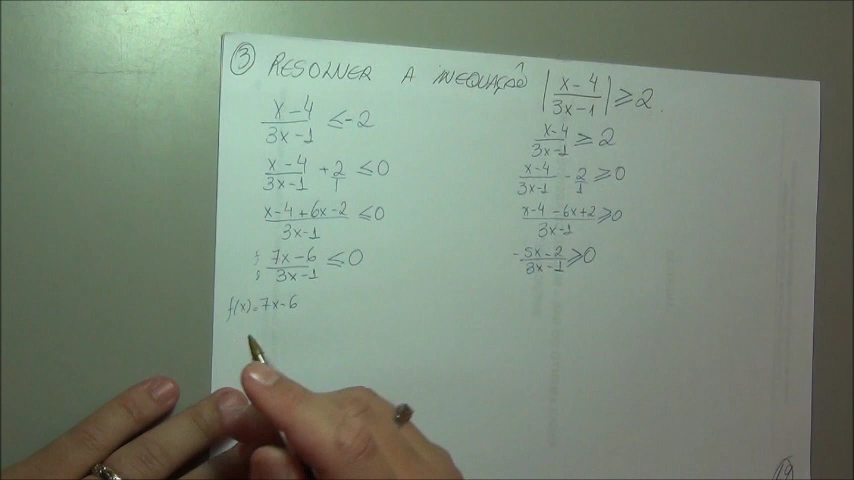 ③ RESOLVER A INEQUAÇÃO |x-4/3x-1| ≥ 2.
x-4/3x-1 ≤ -2
x-4/3x-1 + 2/1 ≤ 0
x-4+6x-2/3x-1 ≤ 0
f 7x-6/3x-1 ≤ 0
g
f(x)=7x-6
x-4/3x-1 ≥ 2
x-4/3x-1 - 2/1 ≥ 0
x-4-6x+2/3x-1 ≥ 0
-5x-2/3x-1 ≥ 0